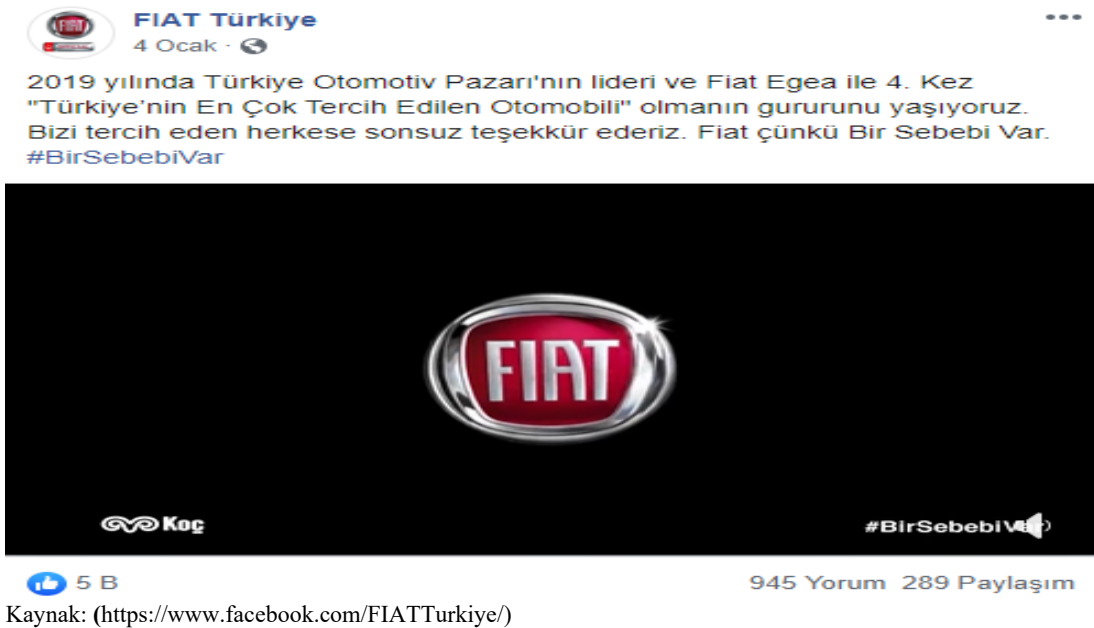 FIAT Türkiye
4 Ocak ·
2019 yılında Türkiye Otomotiv Pazarı'nın lideri ve Fiat Egea ile 4. Kez
"Türkiye'nin En Çok Tercih Edilen Otomobili" olmanın gururunu yaşıyoruz.
Bizi tercih eden herkese sonsuz teşekkür ederiz. Fiat çünkü Bir Sebebi Var.
#BirSebebiVar
FIAT
Koç
#BirSebebiVar
5 B
945 Yorum 289 Paylaşım
Kaynak: (https://www.facebook.com/FIATTurkiye/)